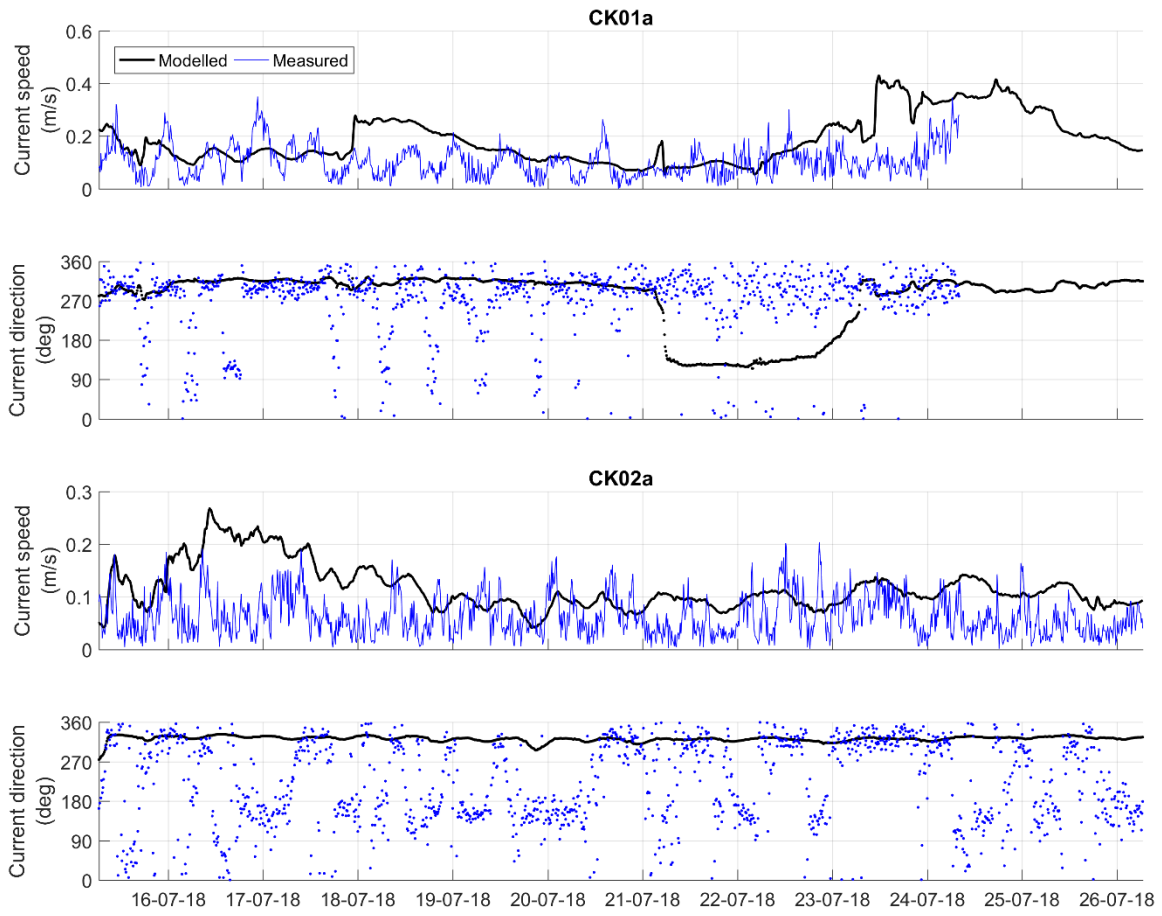 CK01a
0.6
0.4
0.2
0
Current speed
(m/s)
Modelled Measured
360
270
180
90
0
Current direction
(deg)
CK02a
0.3
0.2
0.1
0
Current speed
(m/s)
360
270
180
90
0
Current direction
(deg)
16-07-18 17-07-18 18-07-18 19-07-18 20-07-18 21-07-18 22-07-18 23-07-18 24-07-18 25-07-18 26-07-18